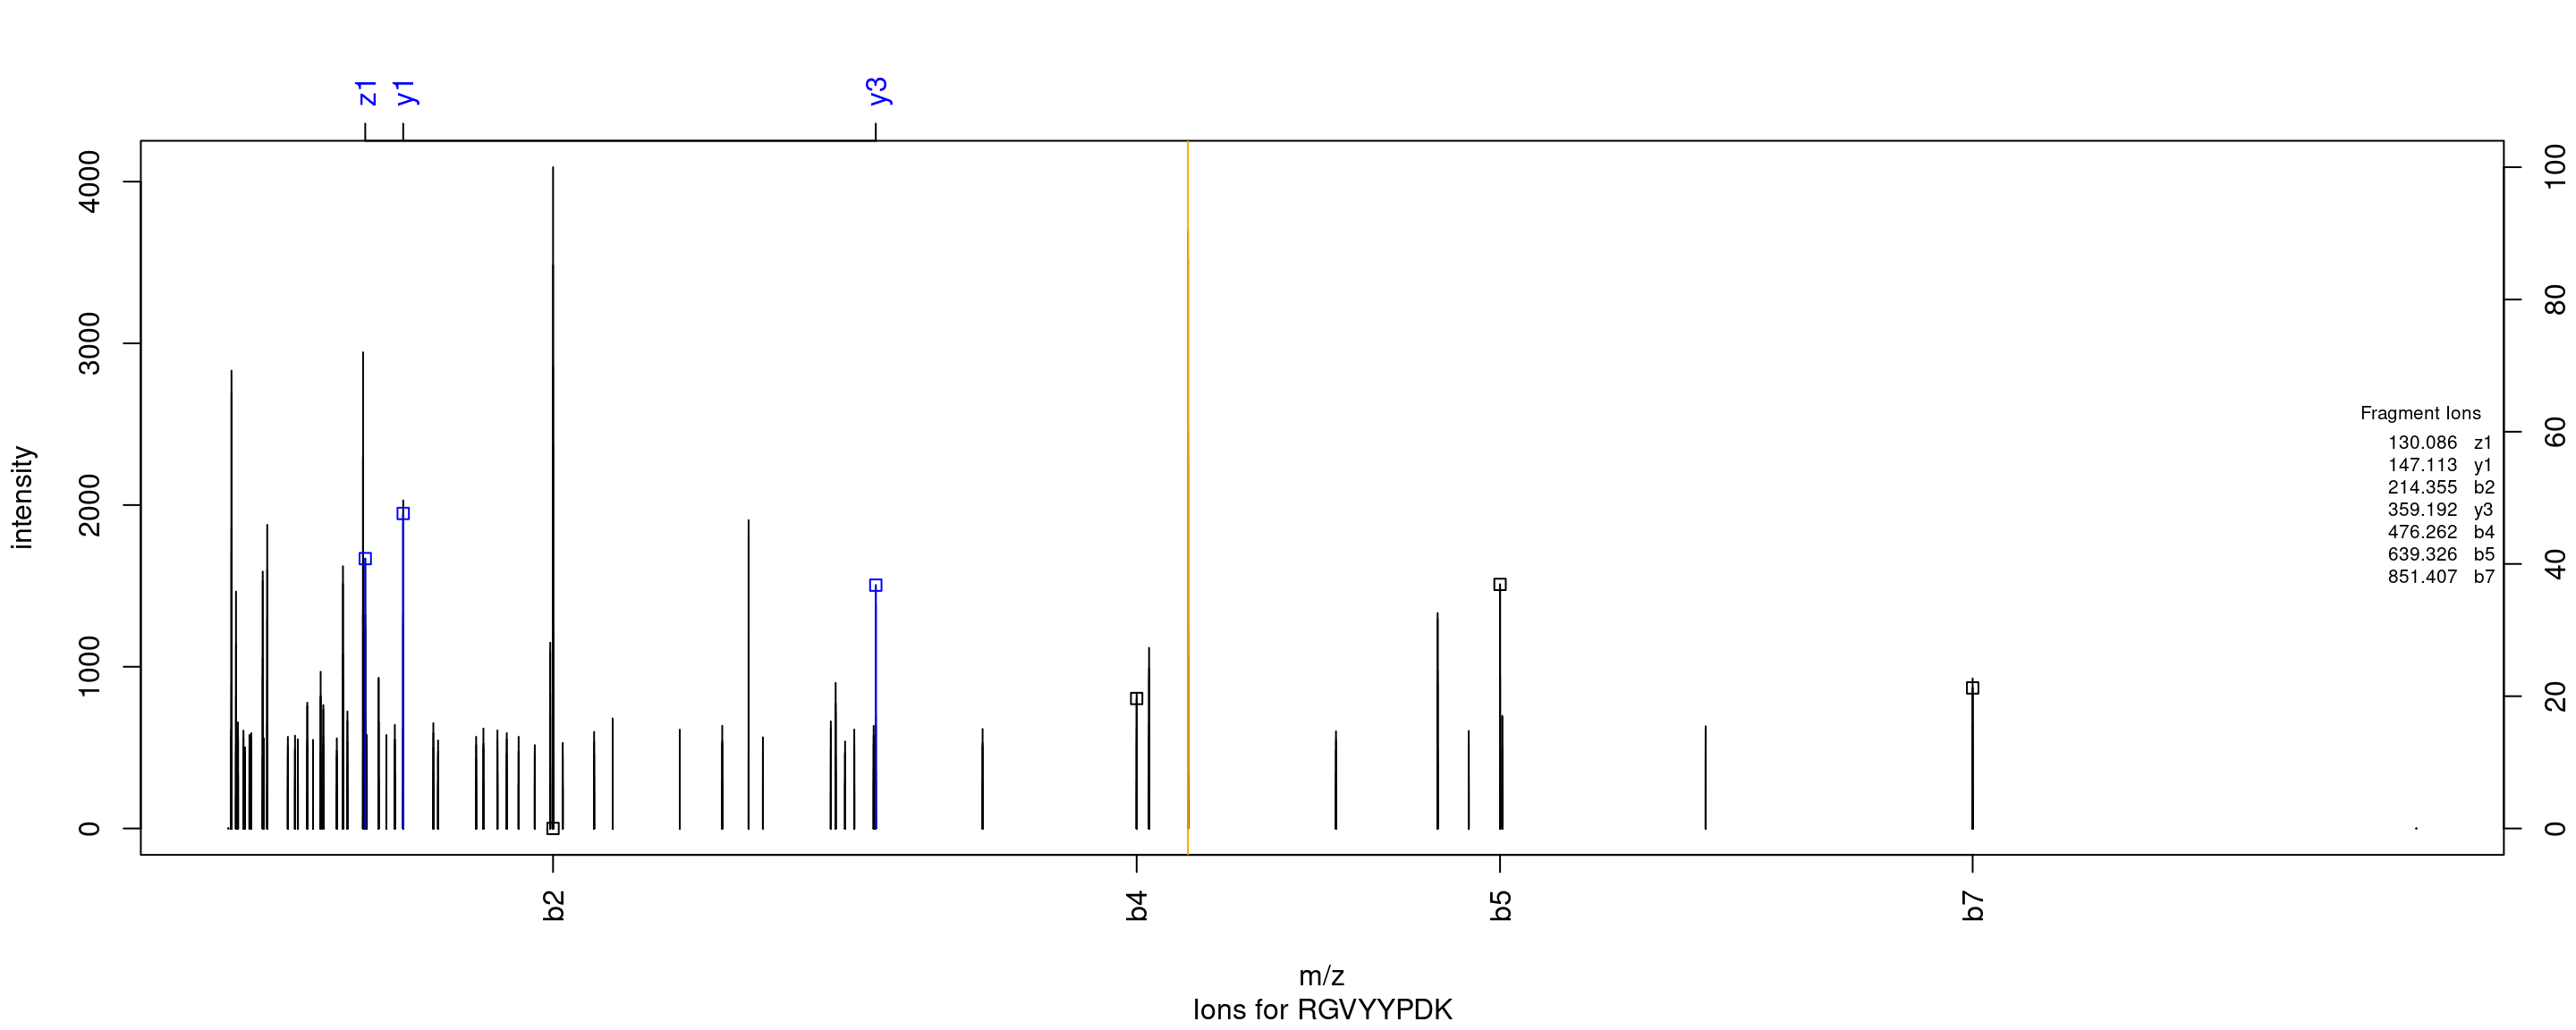 z1 y1 y3
4000 3000 2000 1000 0
intensity
100 80 60 40 20 0
Fragment Ions
130.086 z1
147.113 y1
214.355 b2
359.192 y3
476.262 b4
639.326 b5
851.407 b7
b2 b4 b5 b7
m/z
Ions for RGVYYPDK